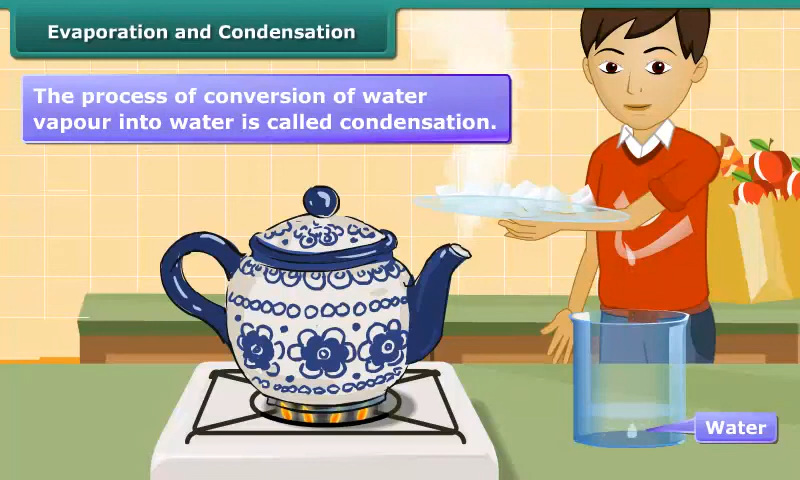 Evaporation and Condensation
The process of conversion of water
vapour into water is called condensation.
Water